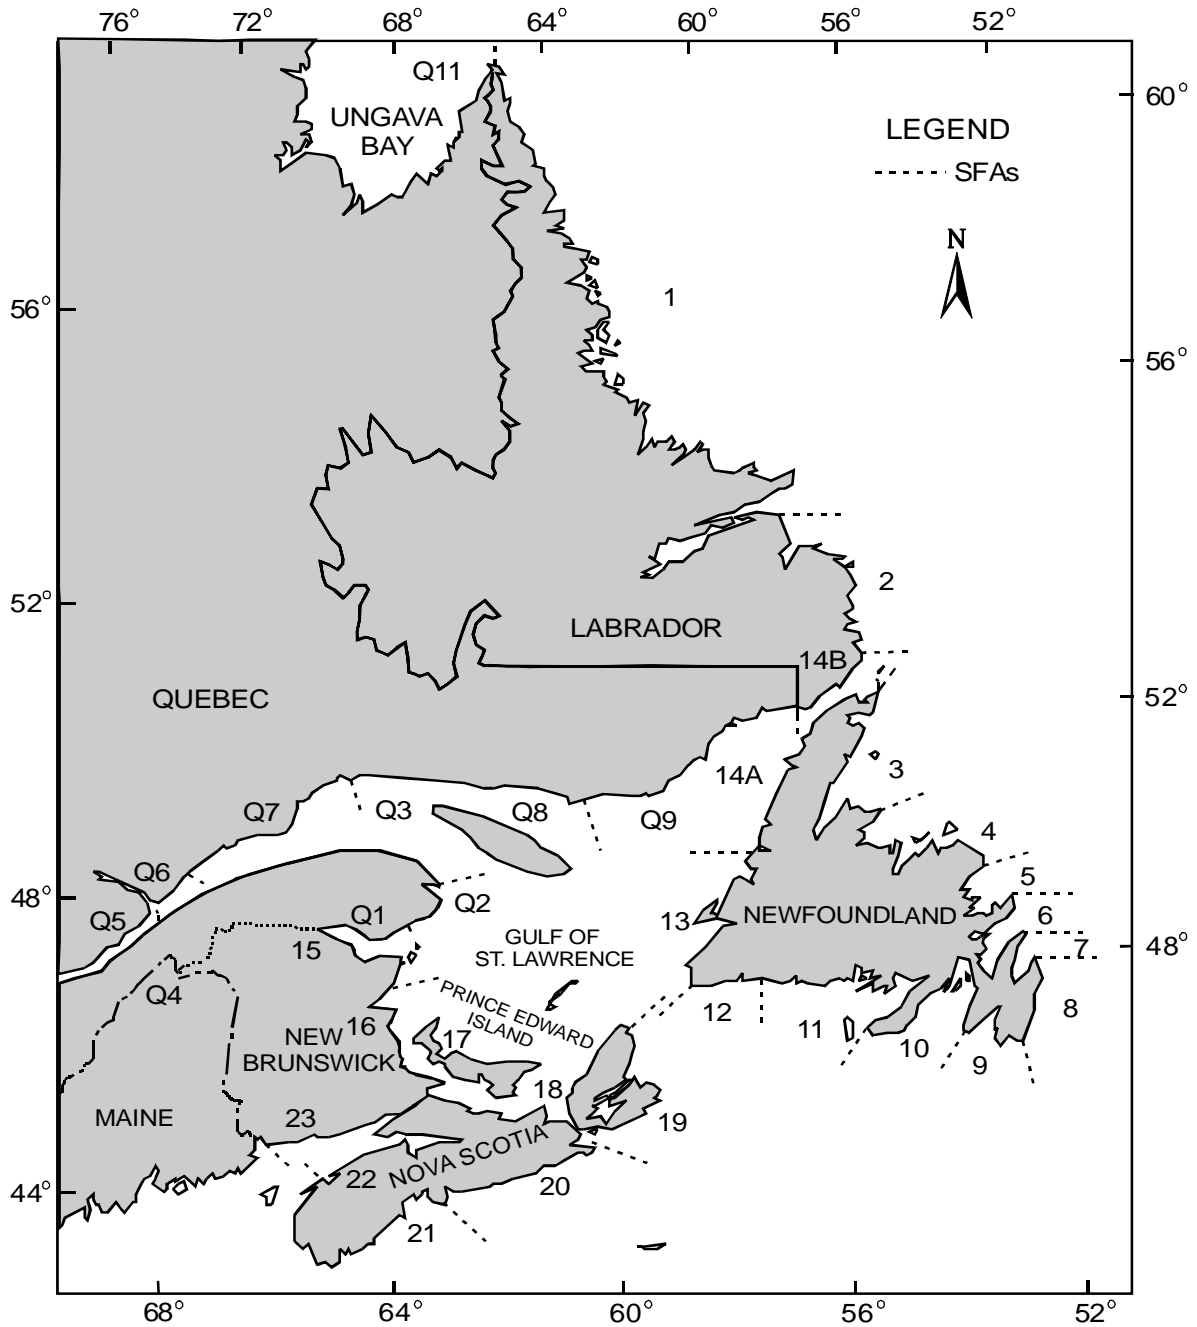 76° 72° 68° 64° 60° 56° 52°
Q11
60°
UNGAVA
BAY
LEGEND
SFAs
N
1
56°
56°
2
52°
LABRADOR
14B
QUEBEC
52°
3
14A
Q7
Q3
Q8
Q9
4
Q6
5
48°
Q5
Q1
Q2
13
NEWFOUNDLAND
6
15
GULF OF
ST. LAWRENCE
7
48°
Q4
PRINCE EDWARD
ISLAND
12
11
8
16
NEW
BRUNSWICK
17
10
9
18
MAINE
23
19
NOVA SCOTIA
22
20
44°
21
68° 64° 60° 56° 52°